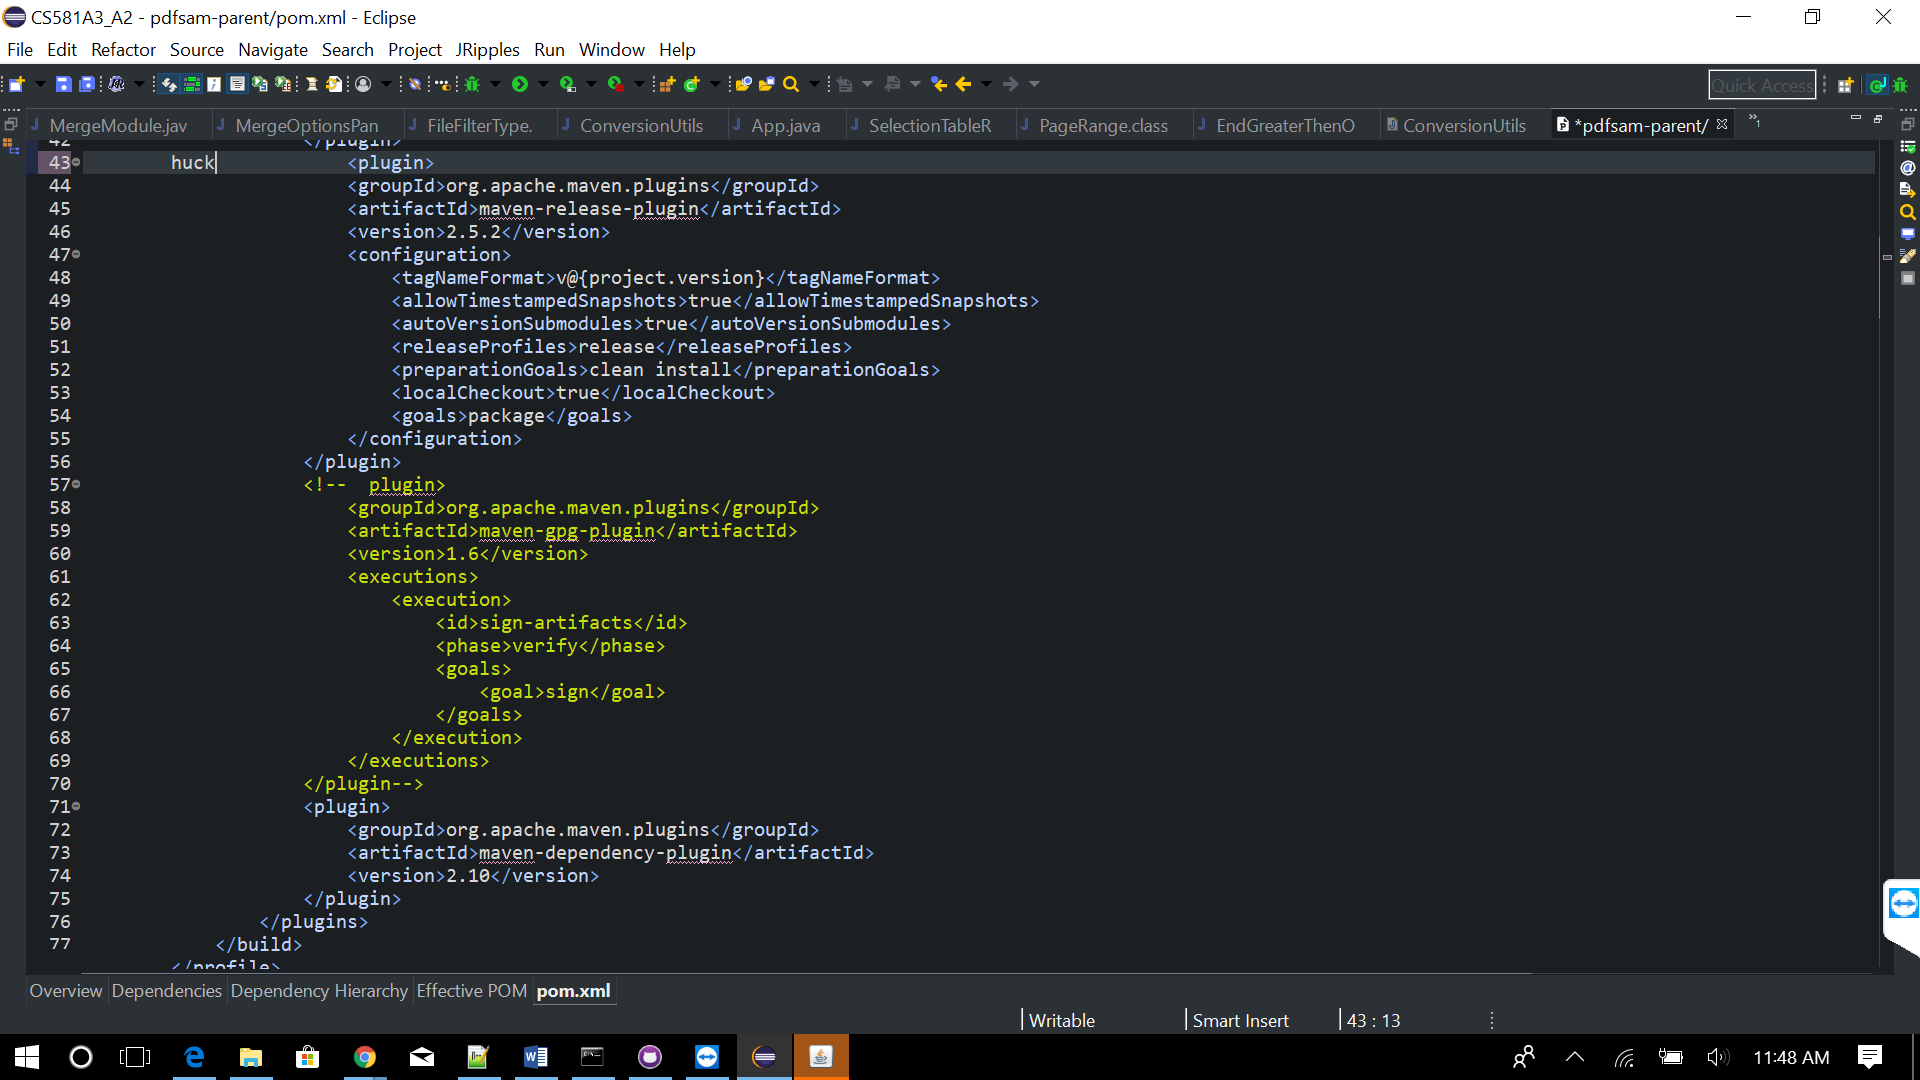 CS581A3_A2 - pdfsam-parent/pom.xml - Eclipse
File Edit Refactor Source Navigate Search Project JRipples Run Window Help
Quick Access
MergeModule.jav MergeOptionsPan FileFilterType. ConversionUtils App.java SelectionTableR PageRange.class EndGreaterThenO ConversionUtils *pdfsam-parent/ »1
42 </plugin>
43 huck <plugin>
44 <groupId>org.apache.maven.plugins</groupId>
45 <artifactId>maven-release-plugin</artifactId>
46 <version>2.5.2</version>
47 <configuration>
48 <tagNameFormat>v@{project.version}</tagNameFormat>
49 <allowTimestampedSnapshots>true</allowTimestampedSnapshots>
50 <autoVersionSubmodules>true</autoVersionSubmodules>
51 <releaseProfiles>release</releaseProfiles>
52 <preparationGoals>clean install</preparationGoals>
53 <localCheckout>true</localCheckout>
54 <goals>package</goals>
55 </configuration>
56 </plugin>
57 <!-- plugin>
58 <groupId>org.apache.maven.plugins</groupId>
59 <artifactId>maven-gpg-plugin</artifactId>
60 <version>1.6</version>
61 <executions>
62 <execution>
63 <id>sign-artifacts</id>
64 <phase>verify</phase>
65 <goals>
66 <goal>sign</goal>
67 </goals>
68 </execution>
69 </executions>
70 </plugin-->
71 <plugin>
72 <groupId>org.apache.maven.plugins</groupId>
73 <artifactId>maven-dependency-plugin</artifactId>
74 <version>2.10</version>
75 </plugin>
76 </plugins>
77 </build>
</profile>
Overview Dependencies Dependency Hierarchy Effective POM pom.xml
Writable Smart Insert 43 : 13
11:48 AM